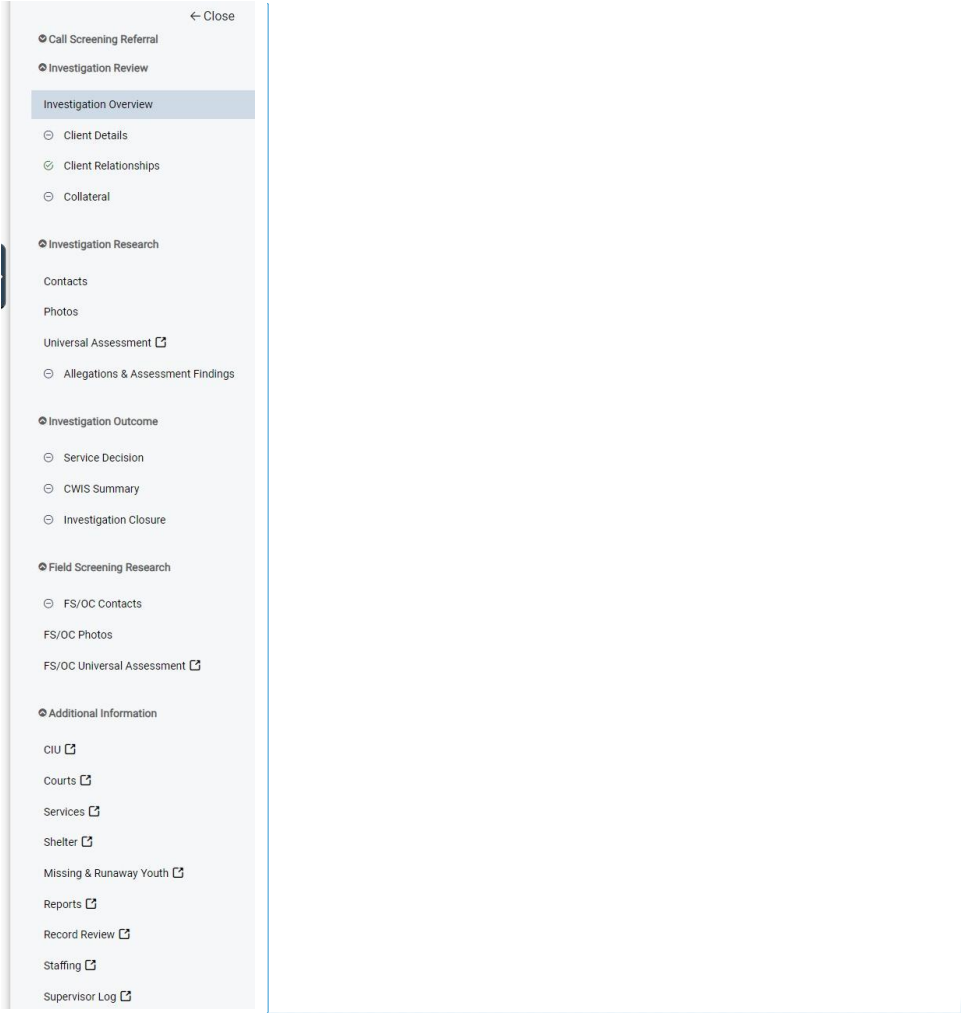 ← Close
Call Screening Referral
Investigation Review
Investigation Overview
Client Details
Client Relationships
Collateral
Investigation Research
Contacts
Photos
Universal Assessment
Allegations & Assessment Findings
Investigation Outcome
Service Decision
CWIS Summary
Investigation Closure
Field Screening Research
FS/OC Contacts
FS/OC Photos
FS/OC Universal Assessment
Additional Information
CIU
Courts
Services
Shelter
Missing & Runaway Youth
Reports
Record Review
Staffing
Supervisor Log